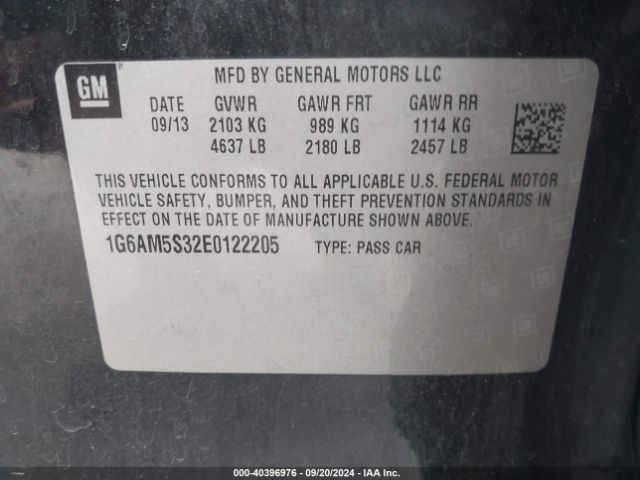 GM
MFD BY GENERAL MOTORS LLC
DATE GVWR GAWR FRT GAWR RR
09/13 2103 KG 989 KG 1114 KG
4637 LB 2180 LB 2457 LB
THIS VEHICLE CONFORMS TO ALL APPLICABLE U.S. FEDERAL MOTOR
VEHICLE SAFETY, BUMPER, AND THEFT PREVENTION STANDARDS IN
EFFECT ON THE DATE OF MANUFACTURE SHOWN ABOVE.
1G6AM5S32E0122205 TYPE: PASS CAR
000-40396976 - 09/20/2024 - IAA Inc.